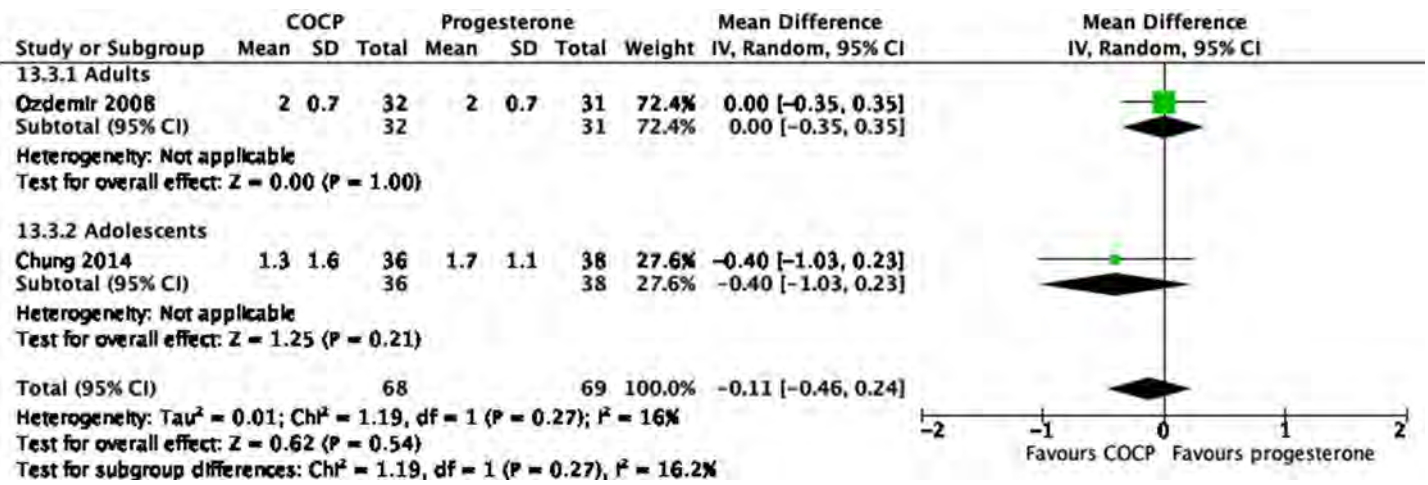 COCP Progesterone Mean Difference Mean Difference
Study or Subgroup Mean SD Total Mean SD Total Weight IV, Random, 95% CI IV, Random, 95% CI
13.3.1 Adults
Ozdemir 2008 2 0.7 32 2 0.7 31 72.4% 0.00 [-0.35, 0.35]
Subtotal (95% CI) 32 31 72.4% 0.00 [-0.35, 0.35]
Heterogeneity: Not applicable
Test for overall effect: Z = 0.00 (P = 1.00)
13.3.2 Adolescents
Chung 2014 1.3 1.6 36 1.7 1.1 38 27.6% -0.40 [-1.03, 0.23]
Subtotal (95% CI) 36 38 27.6% -0.40 [-1.03, 0.23]
Heterogeneity: Not applicable
Test for overall effect: Z = 1.25 (P = 0.21)
Total (95% CI) 68 69 100.0% -0.11 [-0.46, 0.24]
Heterogeneity: Tau² = 0.01; Chi² = 1.19, df = 1 (P = 0.27); I² = 16%
Test for overall effect: Z = 0.62 (P = 0.54)
Test for subgroup differences: Chi² = 1.19, df = 1 (P = 0.27), I² = 16.2%
-2 -1 0 1 2
Favours COCP Favours progesterone